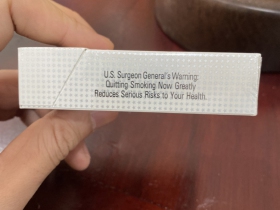 U.S. Surgeon General's Warning:
Quitting Smoking Now Greatly
Reduces Serious Risks to Your Health.